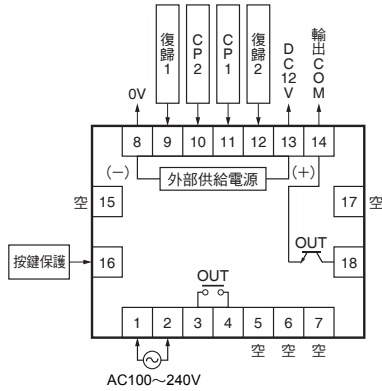 復歸1
CP2
CP1
復歸2
DC12V
輸出COM
0V
8
9
10
11
12
13
14
(−)
外部供給電源
(+)
空
15
17
空
按鍵保護
16
OUT
18
OUT
1
2
3
4
5
6
7
空
空
空
AC100～240V